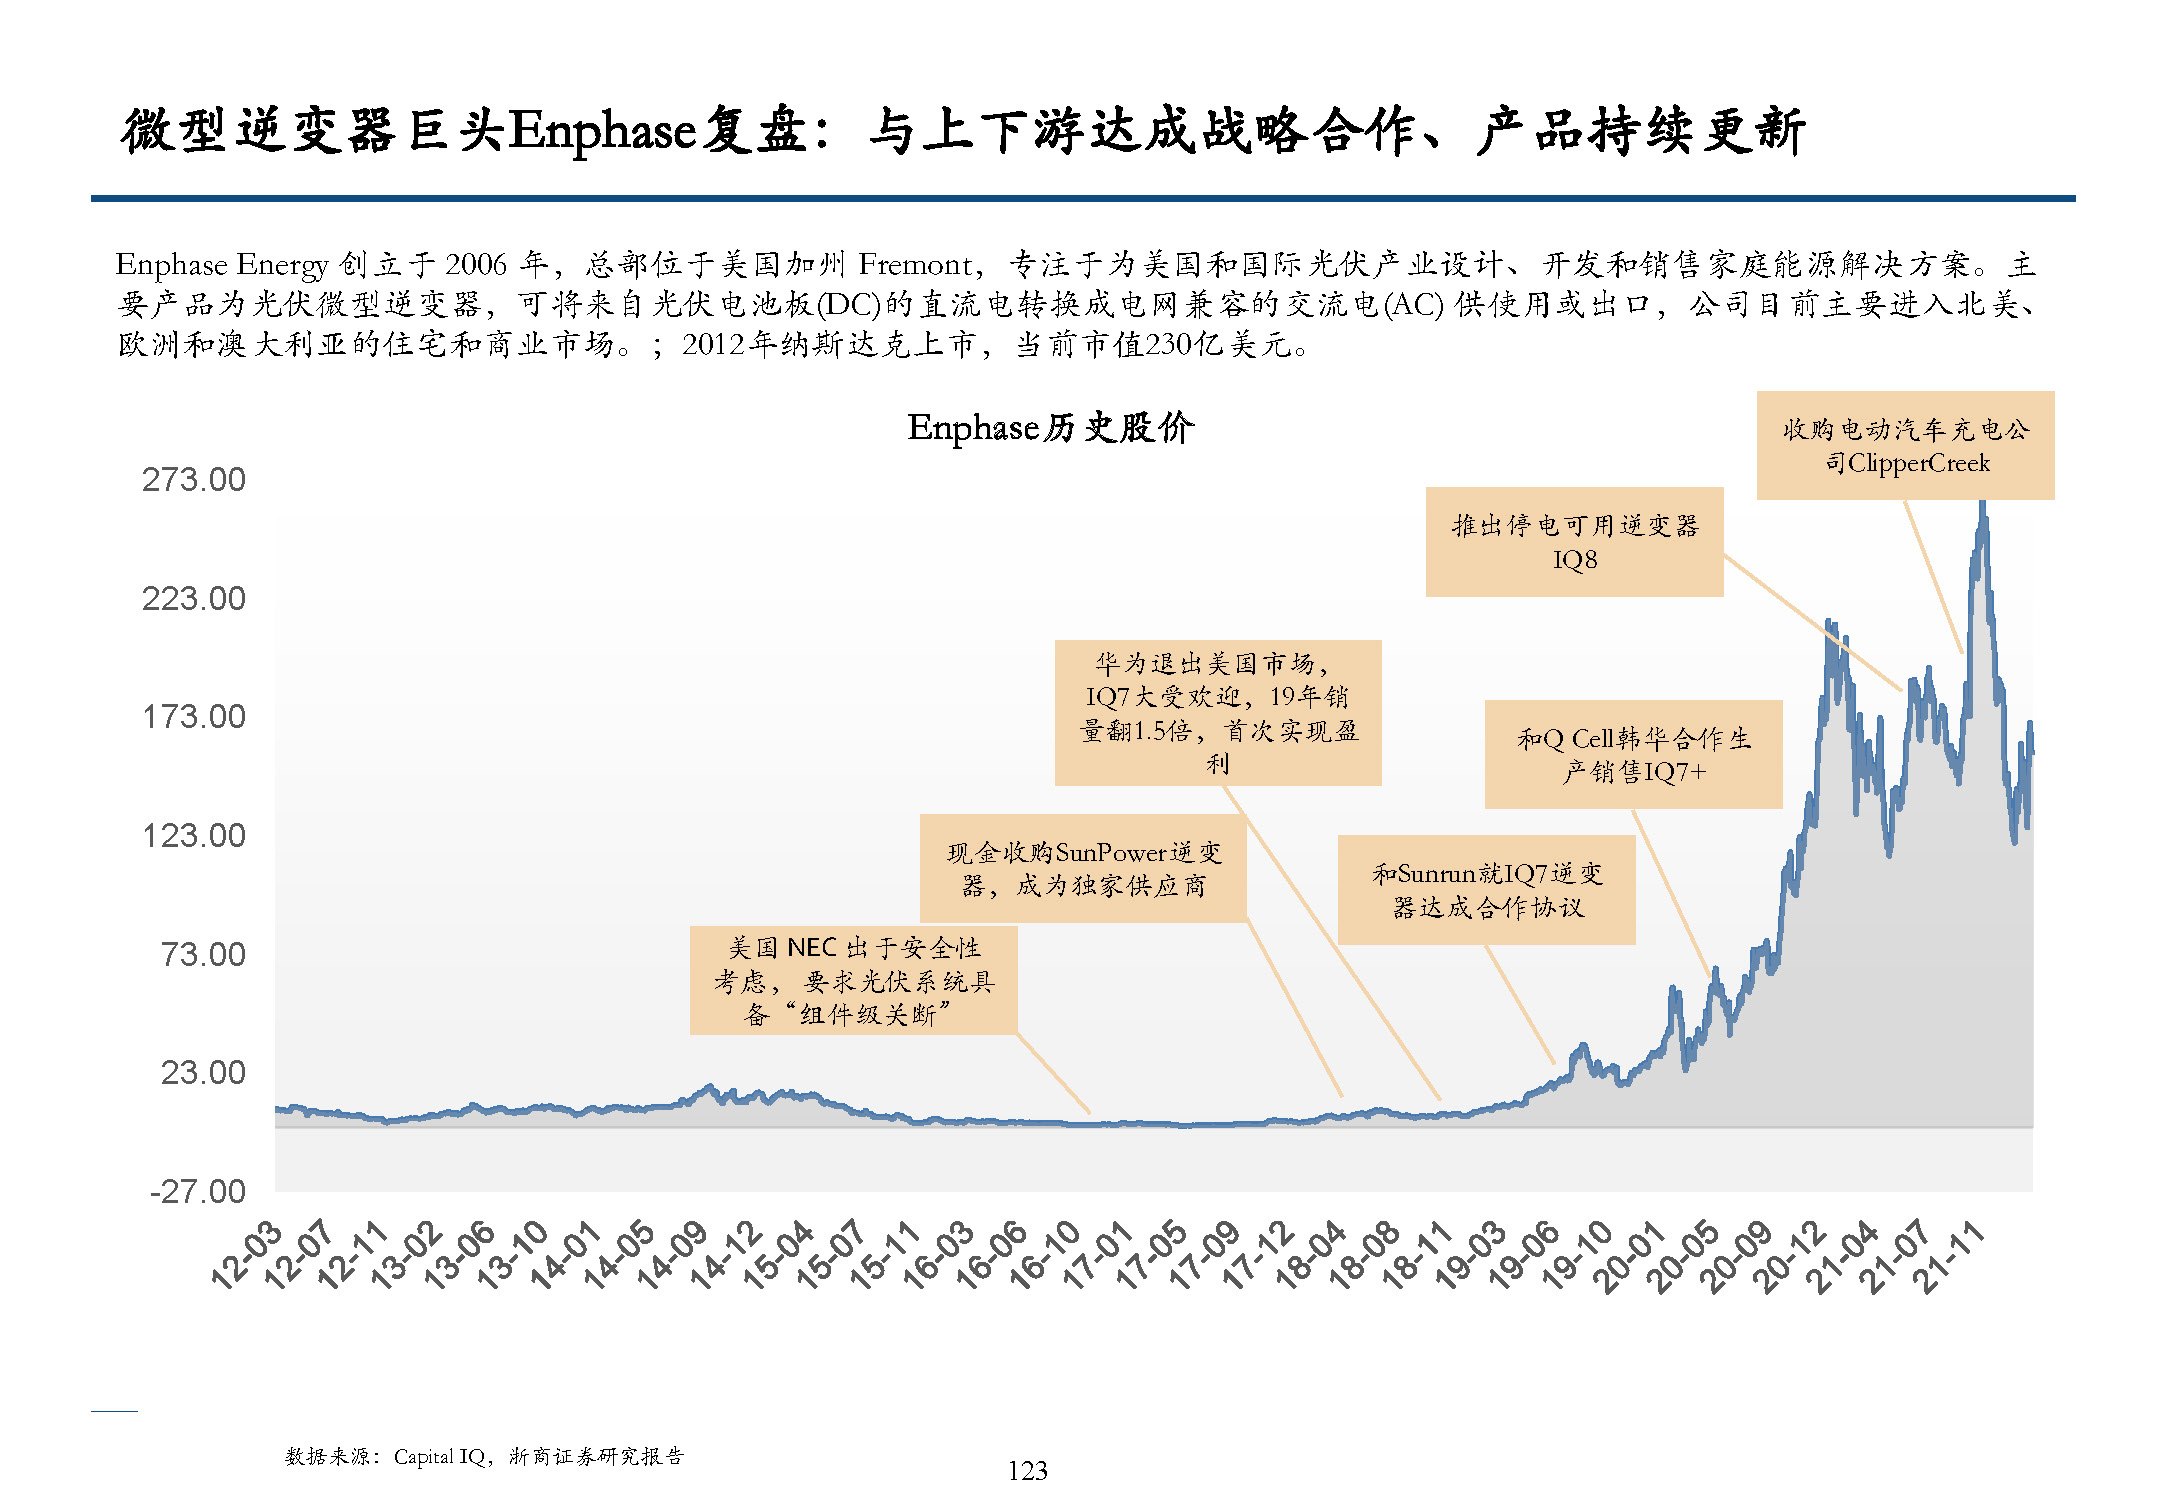 微型逆变器巨头Enphase复盘：与上下游达成战略合作、产品持续更新
Enphase Energy 创立于 2006 年，总部位于美国加州 Fremont，专注于为美国和国际光伏产业设计、开发和销售家庭能源解决方案。主
要产品为光伏微型逆变器，可将来自光伏电池板(DC)的直流电转换成电网兼容的交流电(AC) 供使用或出口，公司目前主要进入北美、
欧洲和澳大利亚的住宅和商业市场。；2012年纳斯达克上市，当前市值230亿美元。
Enphase历史股价
收购电动汽车充电公
司ClipperCreek
推出停电可用逆变器
IQ8
华为退出美国市场，
IQ7大受欢迎，19年销
量翻1.5倍，首次实现盈
利
和Q Cell韩华合作生
产销售IQ7+
现金收购SunPower逆变
器，成为独家供应商
和Sunrun就IQ7逆变
器达成合作协议
美国 NEC 出于安全性
考虑， 要求光伏系统具
备“组件级关断”
273.00
223.00
173.00
123.00
73.00
23.00
-27.00
12-03
12-07
12-11
13-02
13-06
13-10
14-01
14-05
14-09
14-12
15-04
15-07
15-11
16-03
16-06
16-10
17-01
17-05
17-09
17-12
18-04
18-08
18-11
19-03
19-06
19-10
20-01
20-05
20-09
20-12
21-04
21-07
21-11
数据来源：Capital IQ，浙商证券研究报告
123